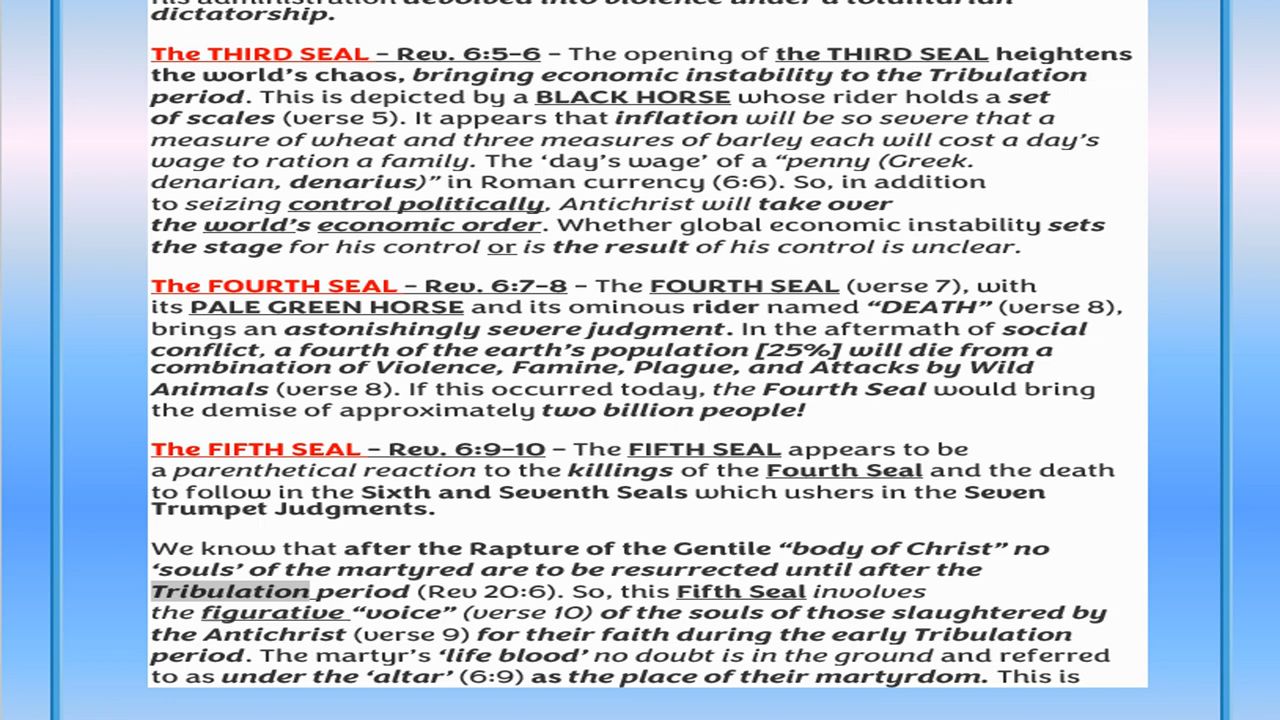 his administration devolved into violence under a totalitarian
dictatorship.
The THIRD SEAL – Rev. 6:5–6 – The opening of the THIRD SEAL heightens
the world's chaos, bringing economic instability to the Tribulation
period. This is depicted by a BLACK HORSE whose rider holds a set
of scales (verse 5). It appears that inflation will be so severe that a
measure of wheat and three measures of barley each will cost a day's
wage to ration a family. The 'day's wage' of a “penny (Greek.
denarian, denarius)” in Roman currency (6:6). So, in addition
to seizing control politically, Antichrist will take over
the world's economic order. Whether global economic instability sets
the stage for his control or is the result of his control is unclear.
The FOURTH SEAL – Rev. 6:7–8 – The FOURTH SEAL (verse 7), with
its PALE GREEN HORSE and its ominous rider named “DEATH” (verse 8),
brings an astonishingly severe judgment. In the aftermath of social
conflict, a fourth of the earth's population [25%] will die from a
combination of Violence, Famine, Plague, and Attacks by Wild
Animals (verse 8). If this occurred today, the Fourth Seal would bring
the demise of approximately two billion people!
The FIFTH SEAL – Rev. 6:9–10 – The FIFTH SEAL appears to be
a parenthetical reaction to the killings of the Fourth Seal and the death
to follow in the Sixth and Seventh Seals which ushers in the Seven
Trumpet Judgments.
We know that after the Rapture of the Gentile “body of Christ” no
'souls' of the martyred are to be resurrected until after the
Tribulation period (Rev 20:6). So, this Fifth Seal involves
the figurative “voice” (verse 10) of the souls of those slaughtered by
the Antichrist (verse 9) for their faith during the early Tribulation
period. The martyr's 'life blood' no doubt is in the ground and referred
to as under the 'altar' (6:9) as the place of their martyrdom. This is